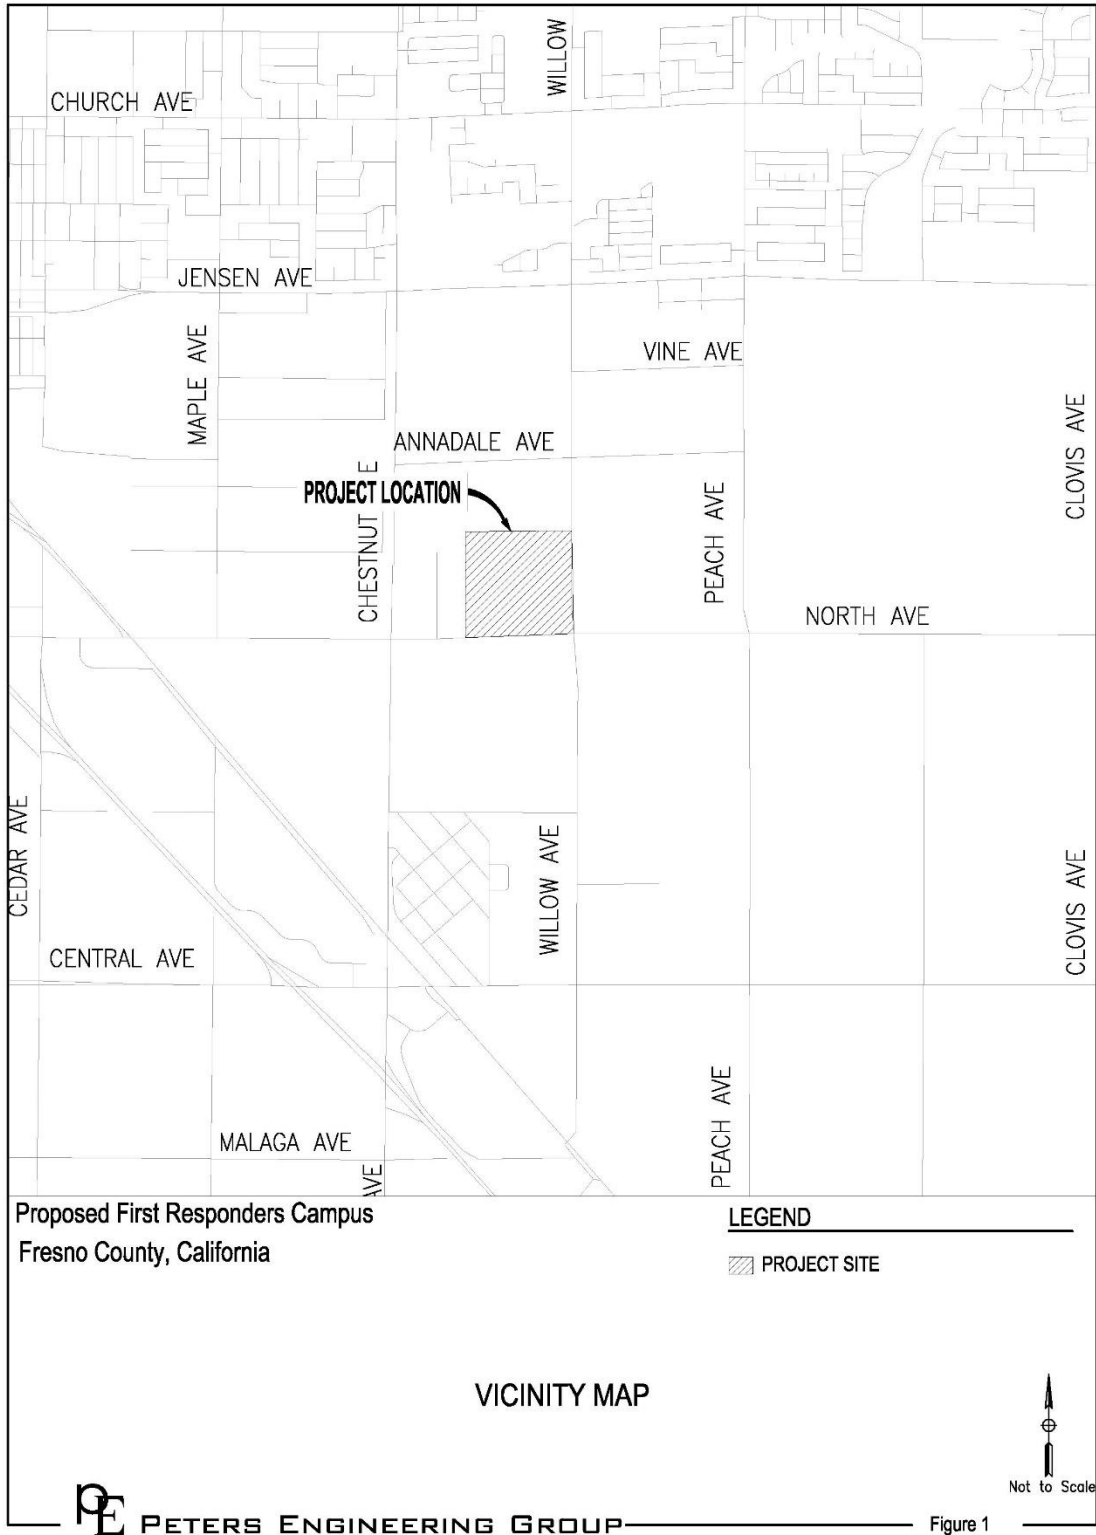 WILLOW
CHURCH AVE
JENSEN AVE
MAPLE AVE
VINE AVE
CLOVIS AVE
ANNADALE AVE
PROJECT LOCATION
CHESTNUT E
PEACH AVE
NORTH AVE
CEDAR AVE
WILLOW AVE
CLOVIS AVE
CENTRAL AVE
PEACH AVE
MALAGA AVE
AVE
Proposed First Responders Campus
Fresno County, California
LEGEND
PROJECT SITE
VICINITY MAP
Not to Scale
PE PETERS ENGINEERING GROUP
Figure 1